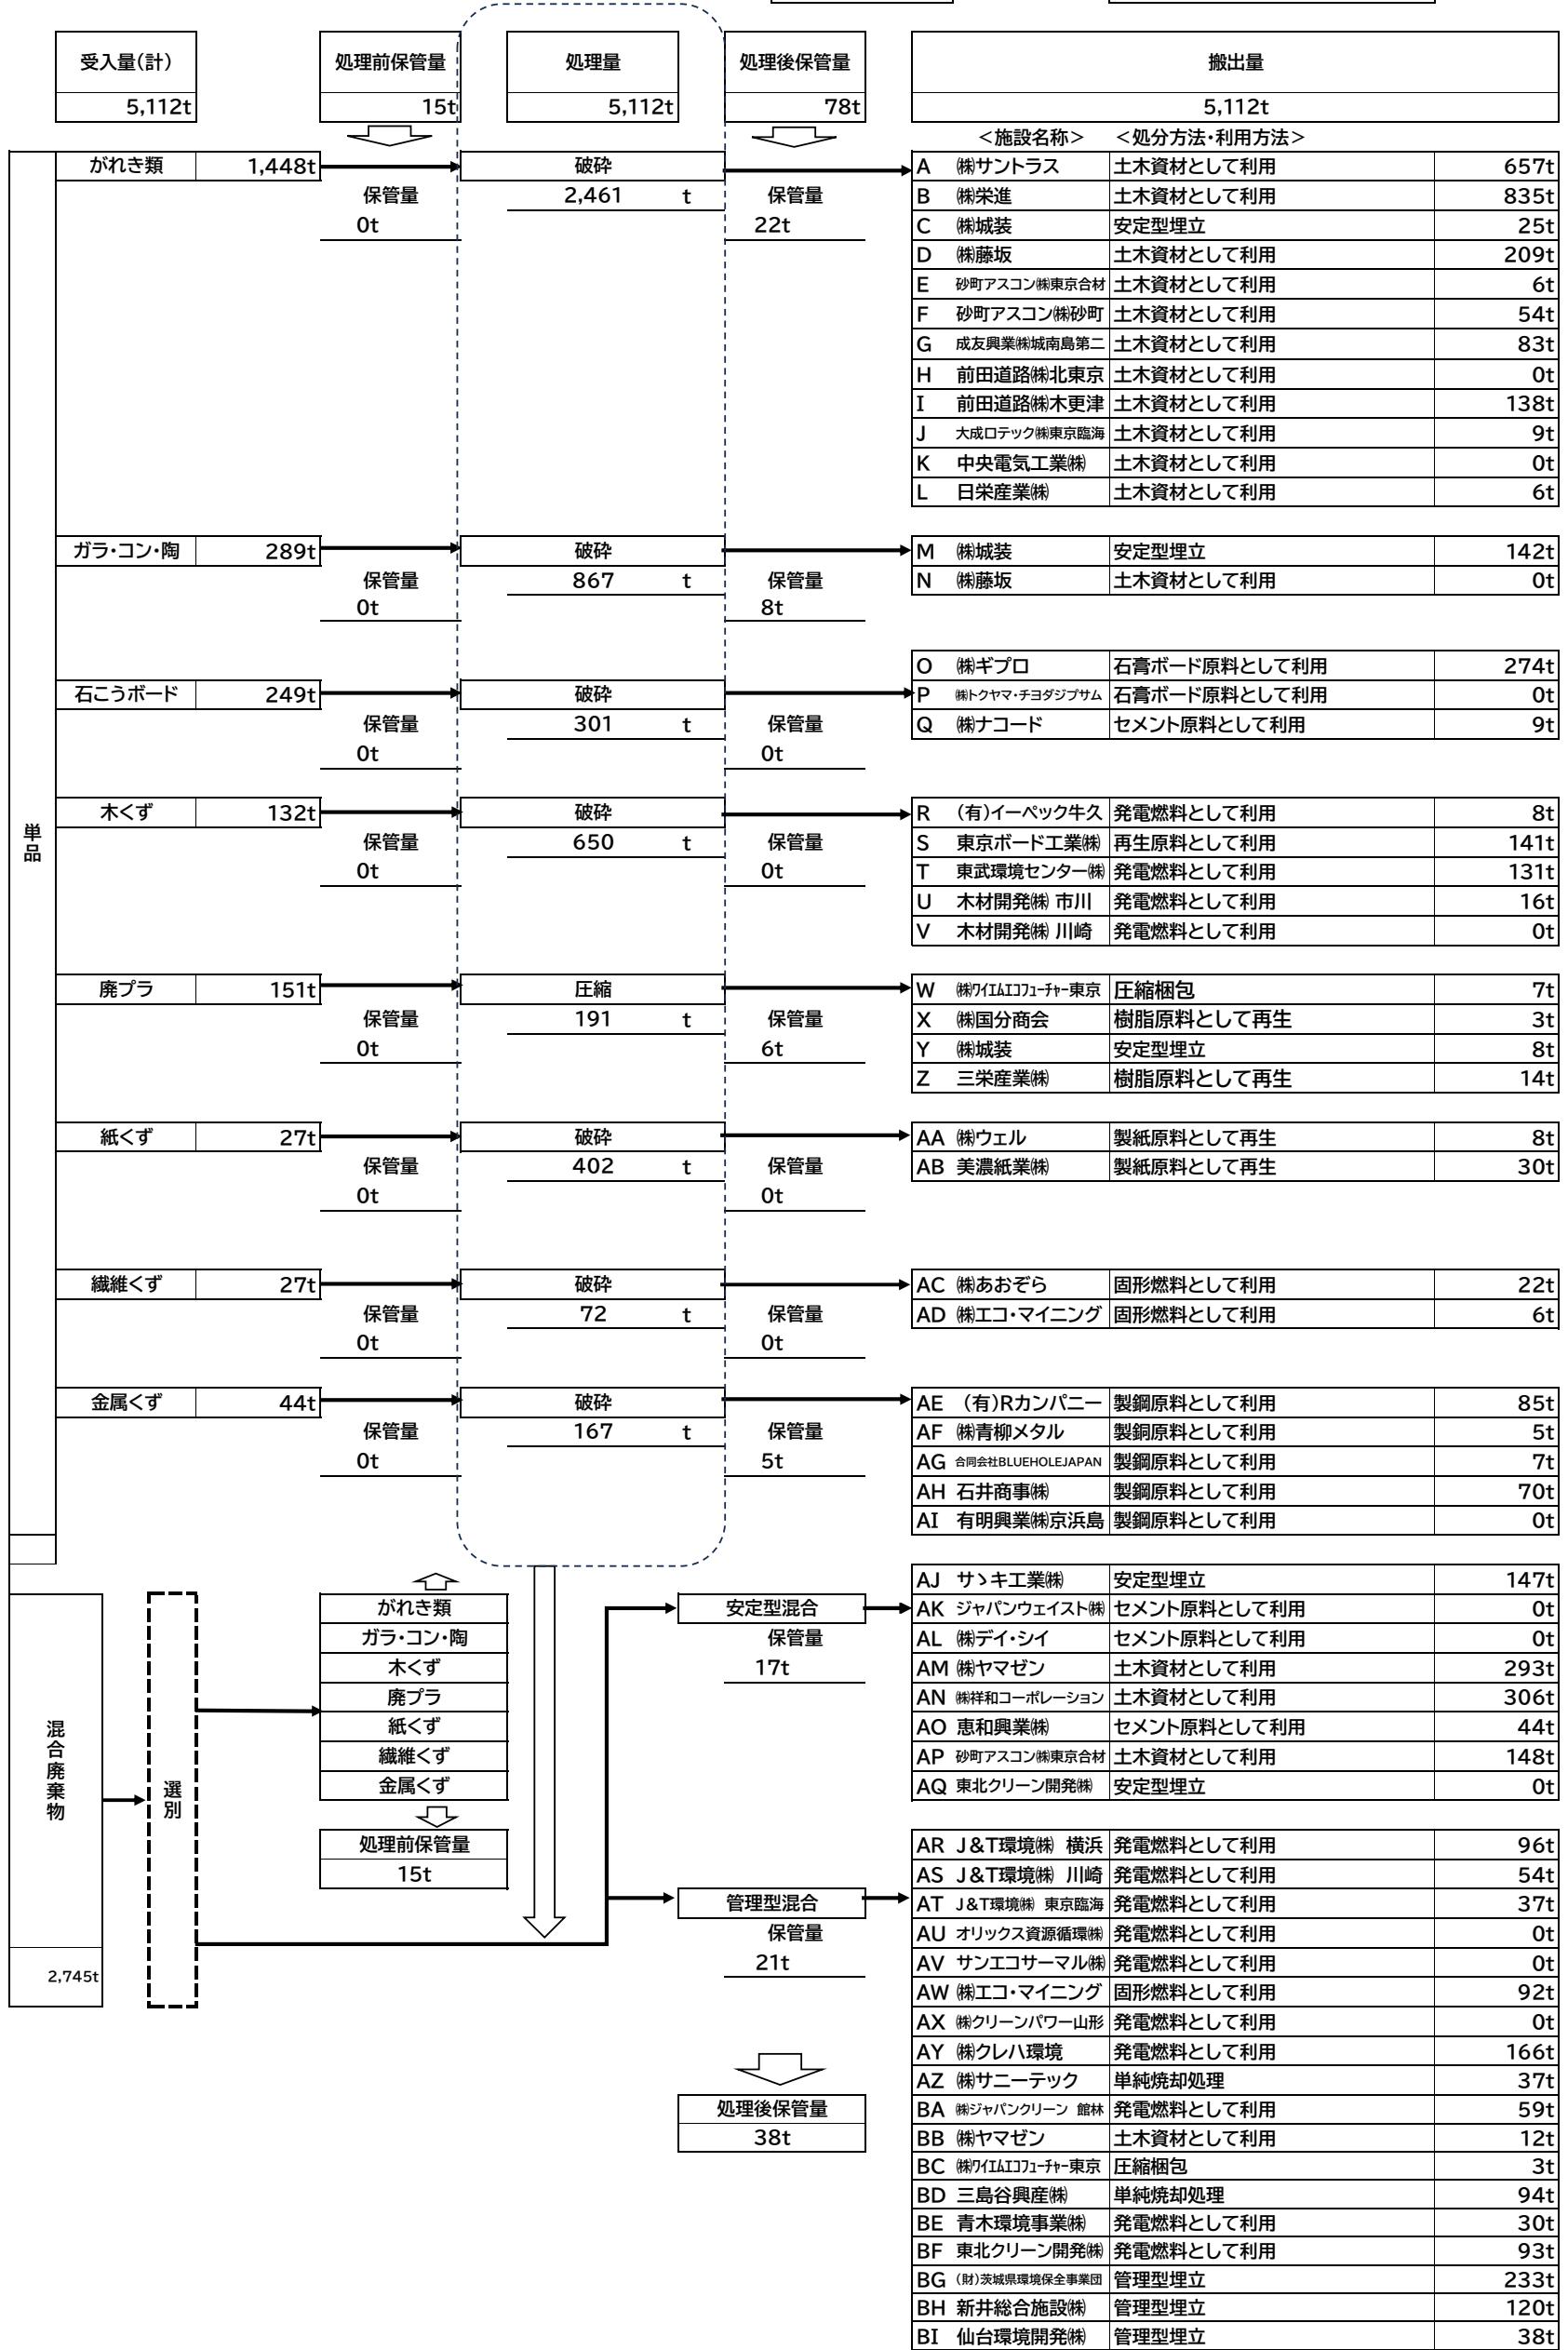 受入量(計) 処理前保管量 処理量 処理後保管量 搬出量
5,112t 15t 5,112t 78t 5,112t
＜施設名称＞ ＜処分方法・利用方法＞
がれき類 1,448t 破砕 A ㈱サントラス 土木資材として利用 657t
保管量 2,461 t 保管量 B ㈱栄進 土木資材として利用 835t
0t 22t C ㈱城装 安定型埋立 25t
D ㈱藤坂 土木資材として利用 209t
E 砂町アスコン㈱東京合材 土木資材として利用 6t
F 砂町アスコン㈱砂町 土木資材として利用 54t
G 成友興業㈱城南島第二 土木資材として利用 83t
H 前田道路㈱北東京 土木資材として利用 0t
I 前田道路㈱木更津 土木資材として利用 138t
J 大成ロテック㈱東京臨海 土木資材として利用 9t
K 中央電気工業㈱ 土木資材として利用 0t
L 日栄産業㈱ 土木資材として利用 6t
ガラ・コン・陶 289t 破砕 M ㈱城装 安定型埋立 142t
保管量 867 t 保管量 N ㈱藤坂 土木資材として利用 0t
0t 8t
O ㈱ギプロ 石膏ボード原料として利用 274t
石こうボード 249t 破砕 P ㈱トクヤマ・チヨダジプサム 石膏ボード原料として利用 0t
保管量 301 t 保管量 Q ㈱ナコード セメント原料として利用 9t
0t 0t
木くず 132t 破砕 R (有)イーペック牛久 発電燃料として利用 8t
保管量 650 t 保管量 S 東京ボード工業㈱ 再生原料として利用 141t
0t 0t T 東武環境センター㈱ 発電燃料として利用 131t
U 木材開発㈱ 市川 発電燃料として利用 16t
V 木材開発㈱ 川崎 発電燃料として利用 0t
単品
廃プラ 151t 圧縮 W ㈱ﾜｲｴﾑｴｺﾌｭｰﾁｬｰ東京 圧縮梱包 7t
保管量 191 t 保管量 X ㈱国分商会 樹脂原料として再生 3t
0t 6t Y ㈱城装 安定型埋立 8t
Z 三栄産業㈱ 樹脂原料として再生 14t
紙くず 27t 破砕 AA ㈱ウェル 製紙原料として再生 8t
保管量 402 t 保管量 AB 美濃紙業㈱ 製紙原料として再生 30t
0t 0t
繊維くず 27t 破砕 AC ㈱あおぞら 固形燃料として利用 22t
保管量 72 t 保管量 AD ㈱エコ・マイニング 固形燃料として利用 6t
0t 0t
金属くず 44t 破砕 AE (有)Rカンパニー 製鋼原料として利用 85t
保管量 167 t 保管量 AF ㈱青柳メタル 製銅原料として利用 5t
0t 5t AG 合同会社BLUEHOLEJAPAN 製鋼原料として利用 7t
AH 石井商事㈱ 製鋼原料として利用 70t
AI 有明興業㈱京浜島 製鋼原料として利用 0t
AJ サゝキ工業㈱ 安定型埋立 147t
がれき類 安定型混合 AK ジャパンウェイスト㈱ セメント原料として利用 0t
ガラ・コン・陶 保管量 AL ㈱デイ・シイ セメント原料として利用 0t
木くず 17t AM ㈱ヤマゼン 土木資材として利用 293t
廃プラ AN ㈱祥和コーポレーション 土木資材として利用 306t
紙くず AO 恵和興業㈱ セメント原料として利用 44t
繊維くず AP 砂町アスコン㈱東京合材 土木資材として利用 148t
金属くず AQ 東北クリーン開発㈱ 安定型埋立 0t
混合廃棄物
選別
処理前保管量 AR J&T環境㈱ 横浜 発電燃料として利用 96t
15t AS J&T環境㈱ 川崎 発電燃料として利用 54t
管理型混合 AT J&T環境㈱ 東京臨海 発電燃料として利用 37t
保管量 AU オリックス資源循環㈱ 発電燃料として利用 0t
2,745t 21t AV サンエコサーマル㈱ 発電燃料として利用 0t
AW ㈱エコ・マイニング 固形燃料として利用 92t
AX ㈱クリーンパワー山形 発電燃料として利用 0t
AY ㈱クレハ環境 発電燃料として利用 166t
AZ ㈱サニーテック 単純焼却処理 37t
処理後保管量 BA ㈱ジャパンクリーン 館林 発電燃料として利用 59t
38t BB ㈱ヤマゼン 土木資材として利用 12t
BC ㈱ﾜｲｴﾑｴｺﾌｭｰﾁｬｰ東京 圧縮梱包 3t
BD 三島谷興産㈱ 単純焼却処理 94t
BE 青木環境事業㈱ 発電燃料として利用 30t
BF 東北クリーン開発㈱ 発電燃料として利用 93t
BG (財)茨城県環境保全事業団 管理型埋立 233t
BH 新井総合施設㈱ 管理型埋立 120t
BI 仙台環境開発㈱ 管理型埋立 38t